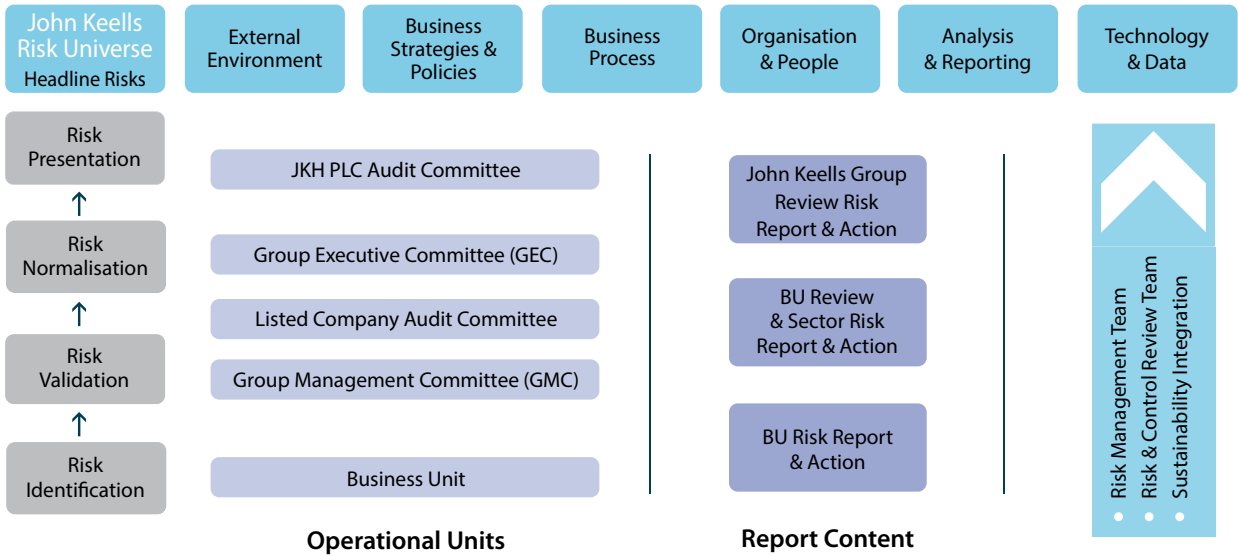 John Keells
Risk Universe
Headline Risks
External
Environment
Business
Strategies &
Policies
Business
Process
Organisation
& People
Analysis
& Reporting
Technology
& Data
Risk
Presentation
Risk
Normalisation
Risk
Validation
Risk
Identification
JKH PLC Audit Committee
Group Executive Committee (GEC)
Listed Company Audit Committee
Group Management Committee (GMC)
Business Unit
Operational Units
John Keells Group
Review Risk
Report & Action
BU Review
& Sector Risk
Report & Action
BU Risk Report
& Action
Report Content
• Risk Management Team
• Risk & Control Review Team
• Sustainability Integration